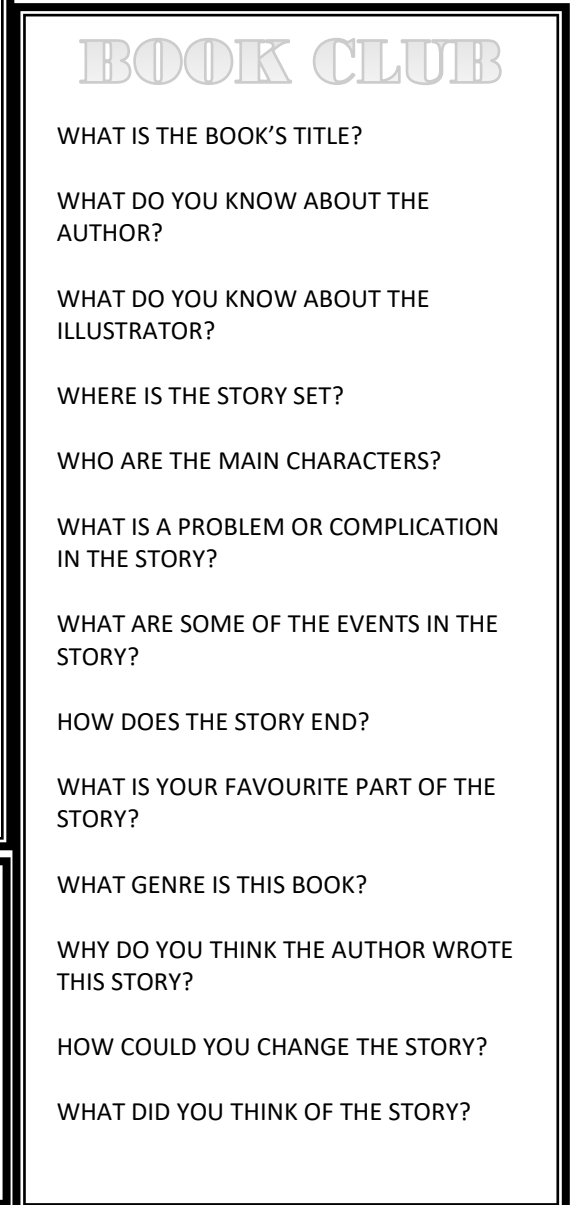 BOOK CLUB
WHAT IS THE BOOK’S TITLE?
WHAT DO YOU KNOW ABOUT THE
AUTHOR?
WHAT DO YOU KNOW ABOUT THE
ILLUSTRATOR?
WHERE IS THE STORY SET?
WHO ARE THE MAIN CHARACTERS?
WHAT IS A PROBLEM OR COMPLICATION
IN THE STORY?
WHAT ARE SOME OF THE EVENTS IN THE
STORY?
HOW DOES THE STORY END?
WHAT IS YOUR FAVOURITE PART OF THE
STORY?
WHAT GENRE IS THIS BOOK?
WHY DO YOU THINK THE AUTHOR WROTE
THIS STORY?
HOW COULD YOU CHANGE THE STORY?
WHAT DID YOU THINK OF THE STORY?